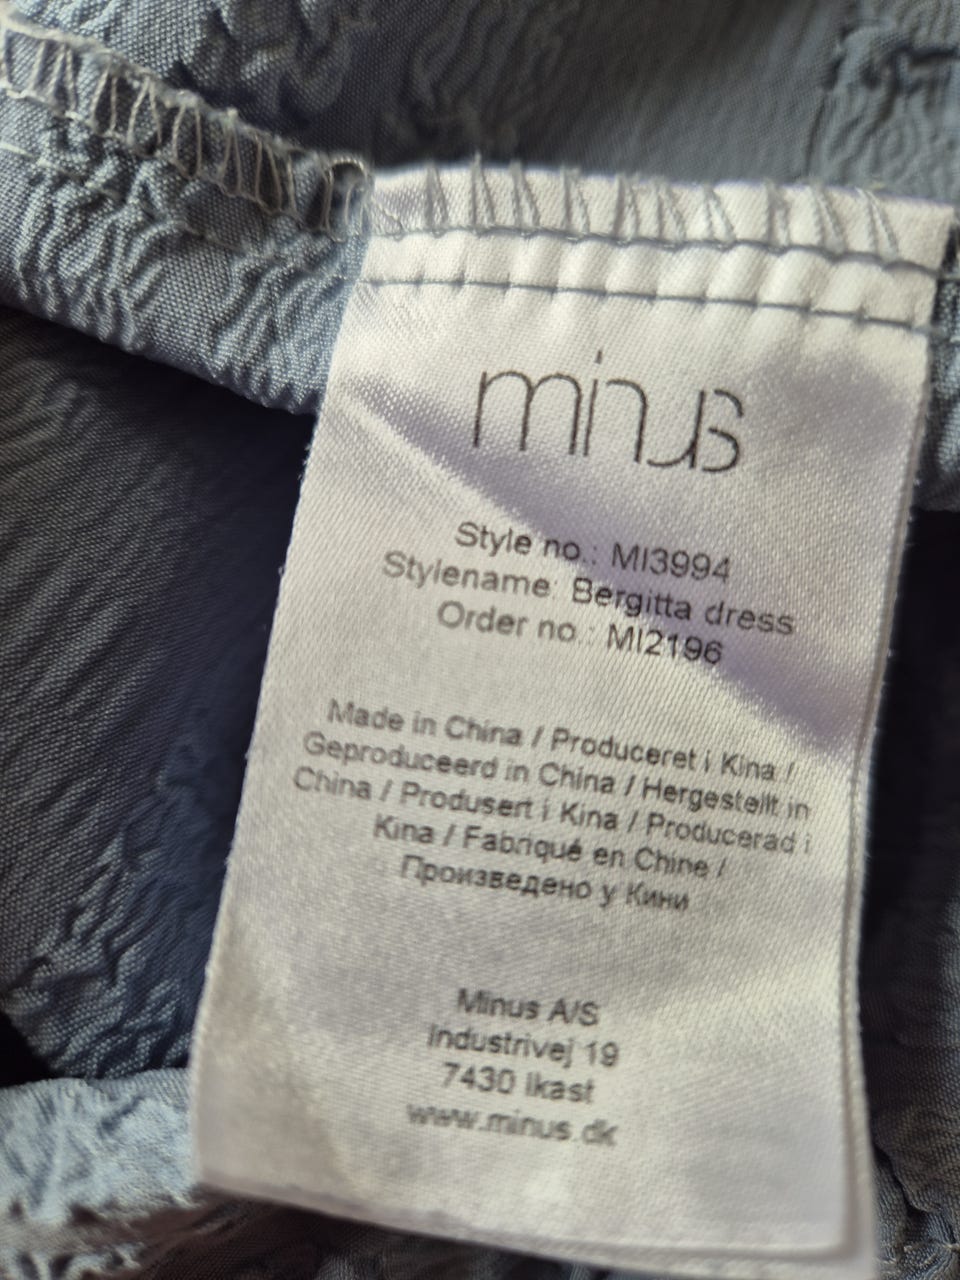 minus
Style no.: MI3994
Stylename: Bergitta dress
Order no.: MI2196
Made in China / Produceret i Kina /
Geproduceerd in China / Hergestellt in
China / Produsert i Kina / Producerad i
Kina / Fabriqué en Chine /
Произведено у Кини
Minus A/S
Industrivej 19
7430 Ikast
www.minus.dk